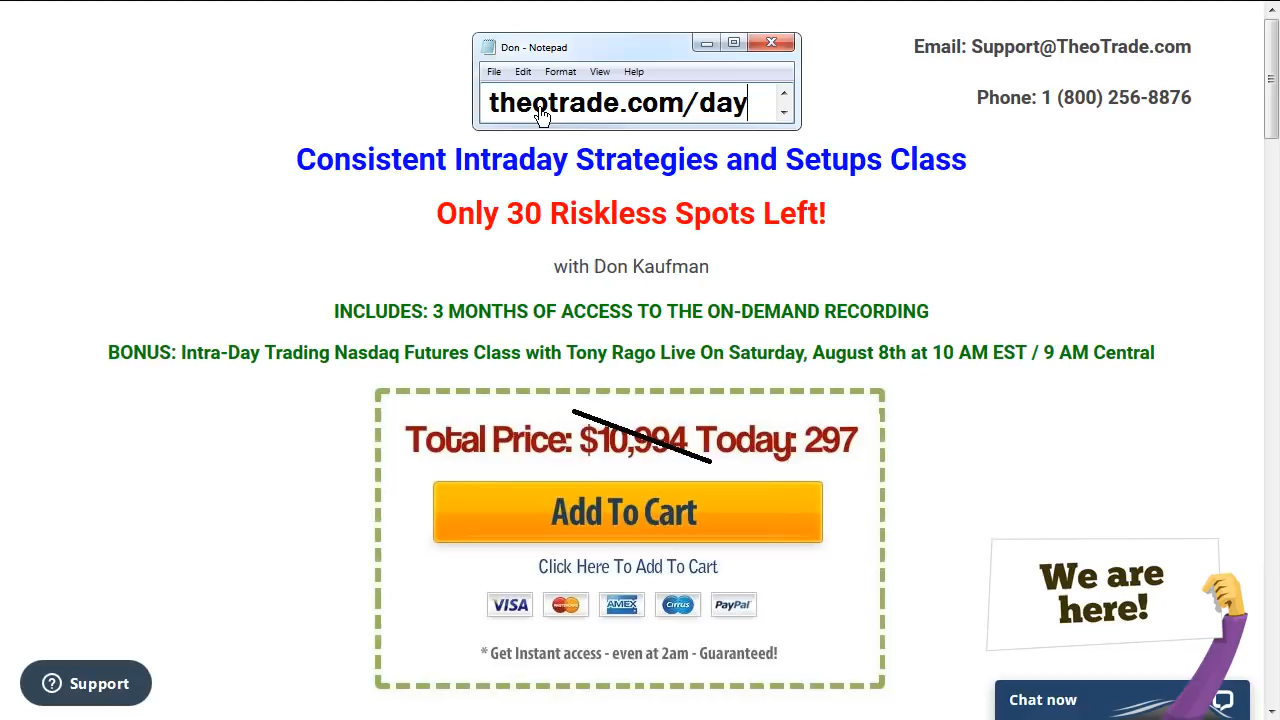 Don - Notepad
File Edit Format View Help
theotrade.com/day
Email: Support@TheoTrade.com
Phone: 1 (800) 256-8876
Consistent Intraday Strategies and Setups Class
Only 30 Riskless Spots Left!
with Don Kaufman
INCLUDES: 3 MONTHS OF ACCESS TO THE ON-DEMAND RECORDING
BONUS: Intra-Day Trading Nasdaq Futures Class with Tony Rago Live On Saturday, August 8th at 10 AM EST / 9 AM Central
Total Price: $10,994 Today: 297
Add To Cart
Click Here To Add To Cart
VISA MasterCard AMEX Cirrus PayPal
* Get Instant access - even at 2am - Guaranteed!
We are
here!
Support
Chat now